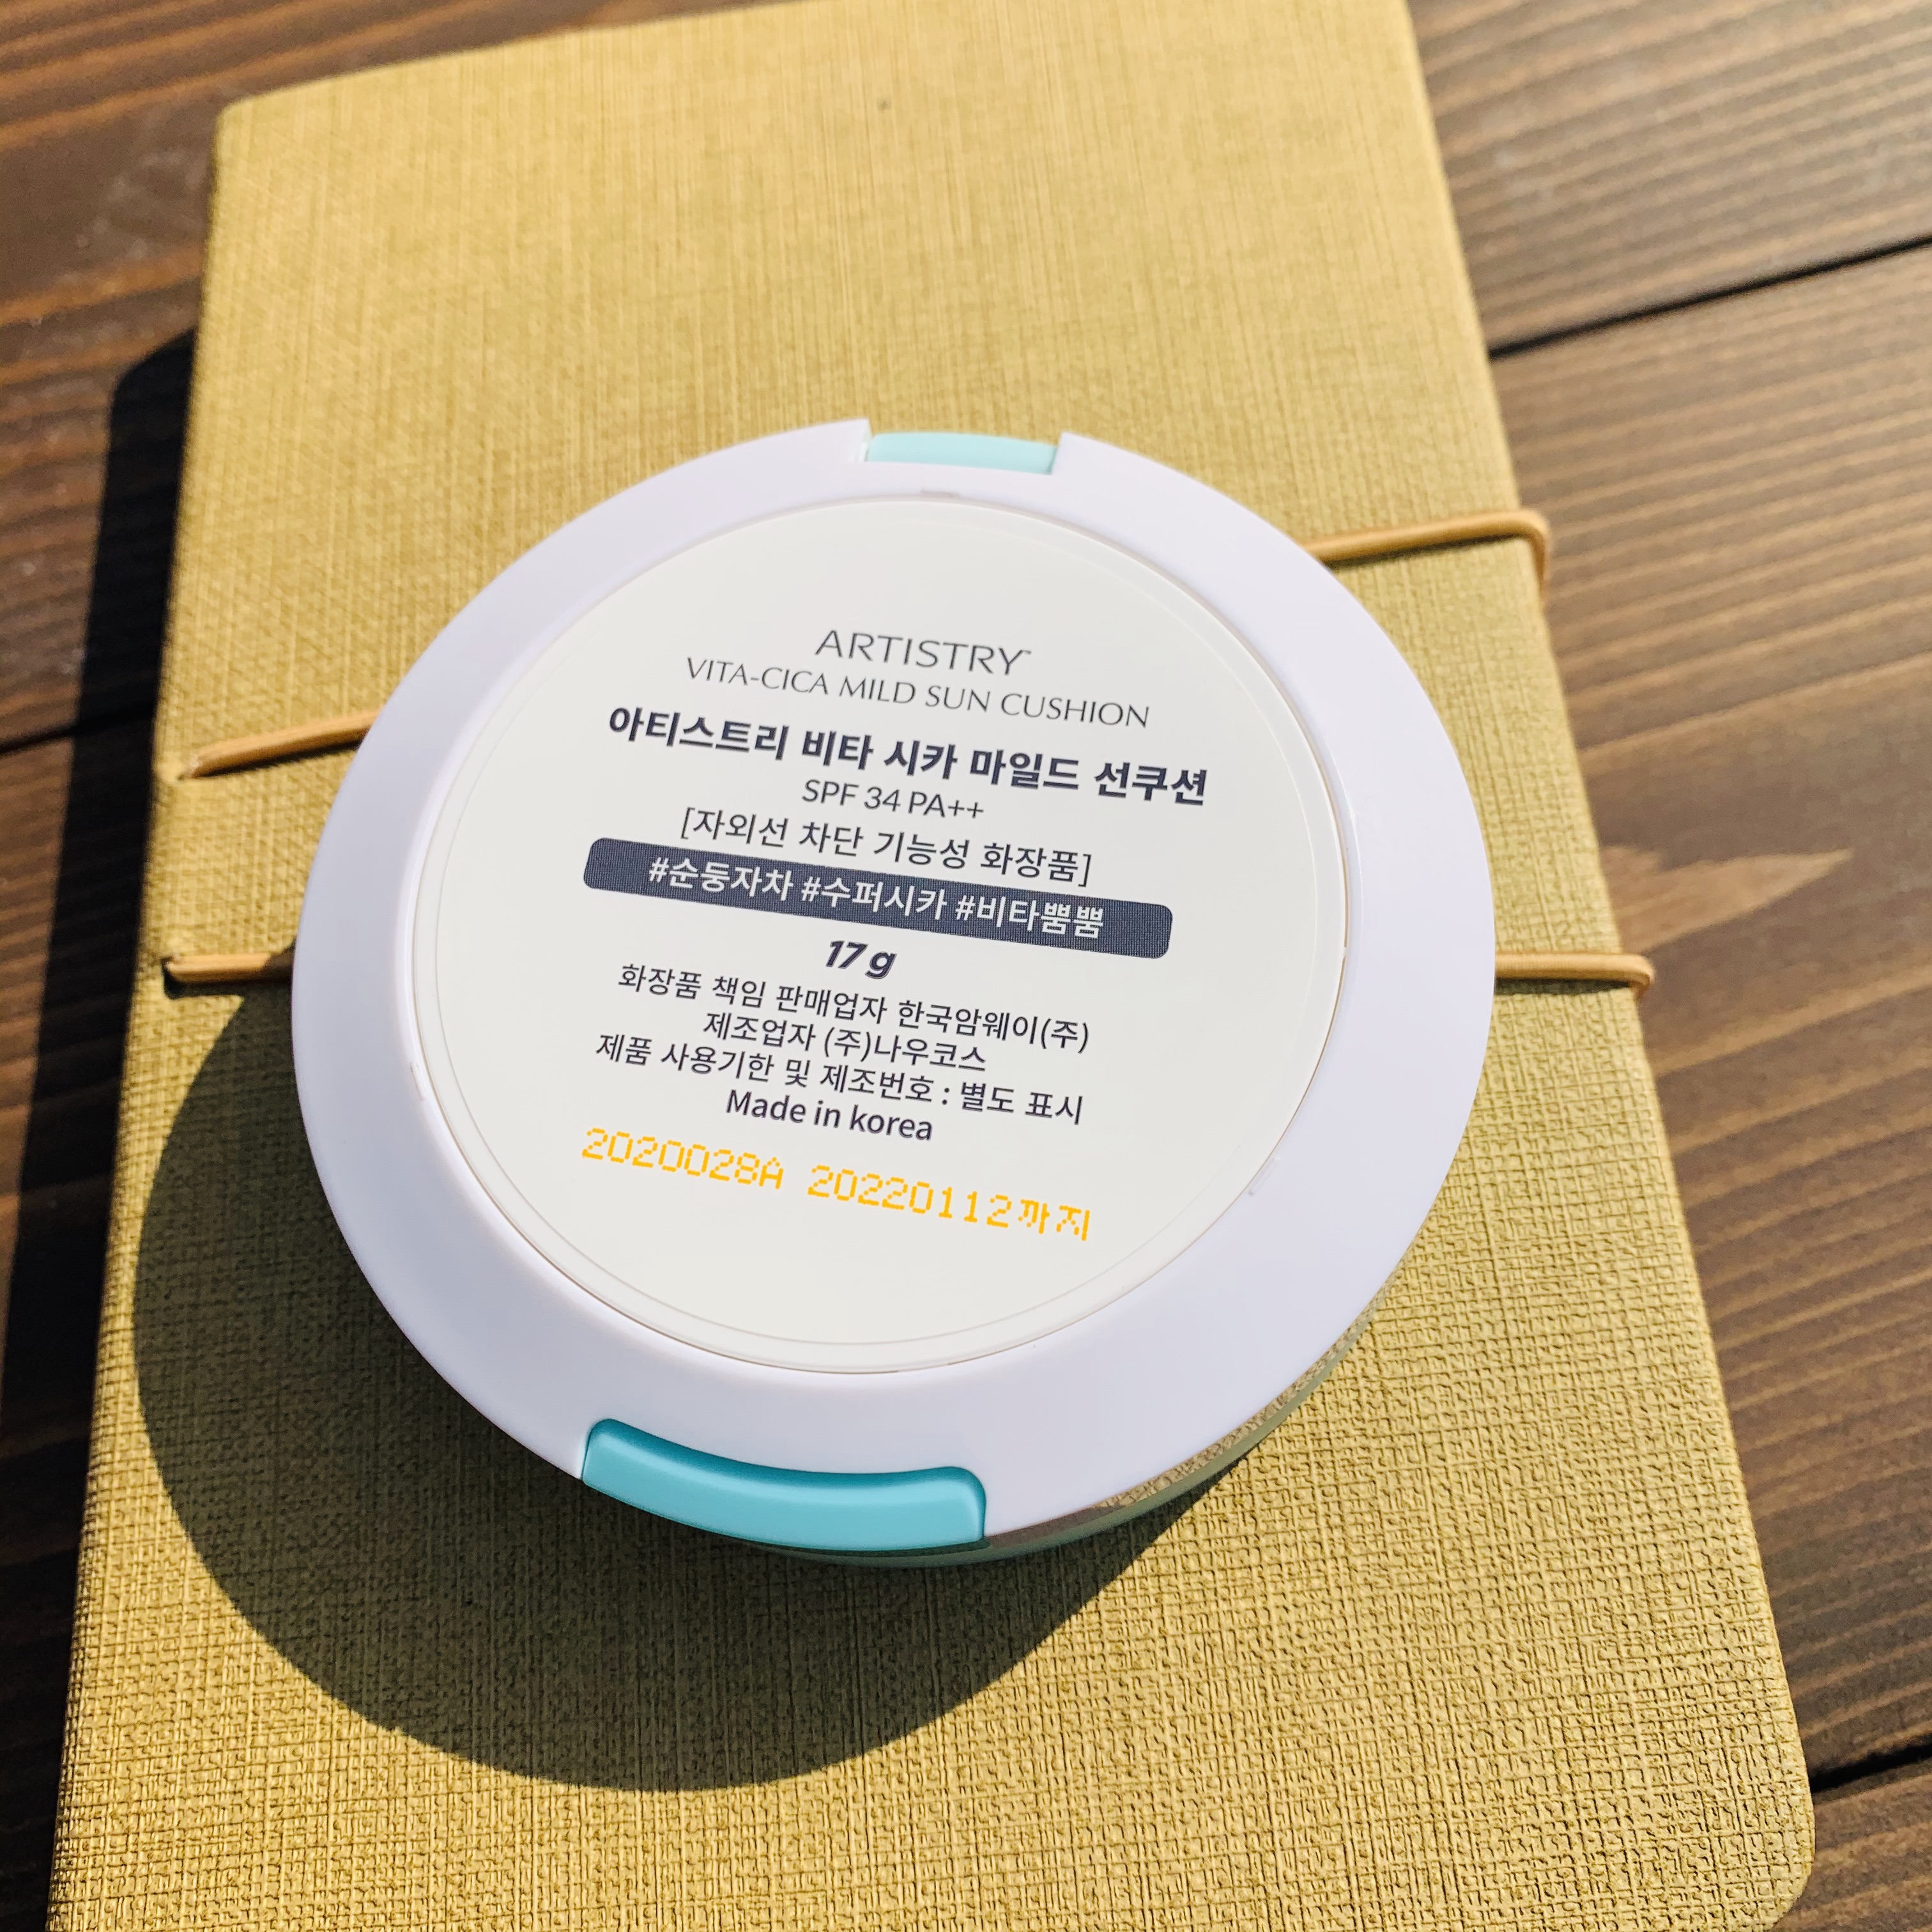 ARTISTRY™
VITA-CICA MILD SUN CUSHION
아티스트리 비타 시카 마일드 선쿠션
SPF 34 PA++
[자외선 차단 기능성 화장품]
#순둥자차 #수퍼시카 #비타뿜뿜
17 g
화장품 책임 판매업자 한국암웨이(주)
제조업자 (주)나우코스
제품 사용기한 및 제조번호 : 별도 표시
Made in korea
2020028A 20220112까지